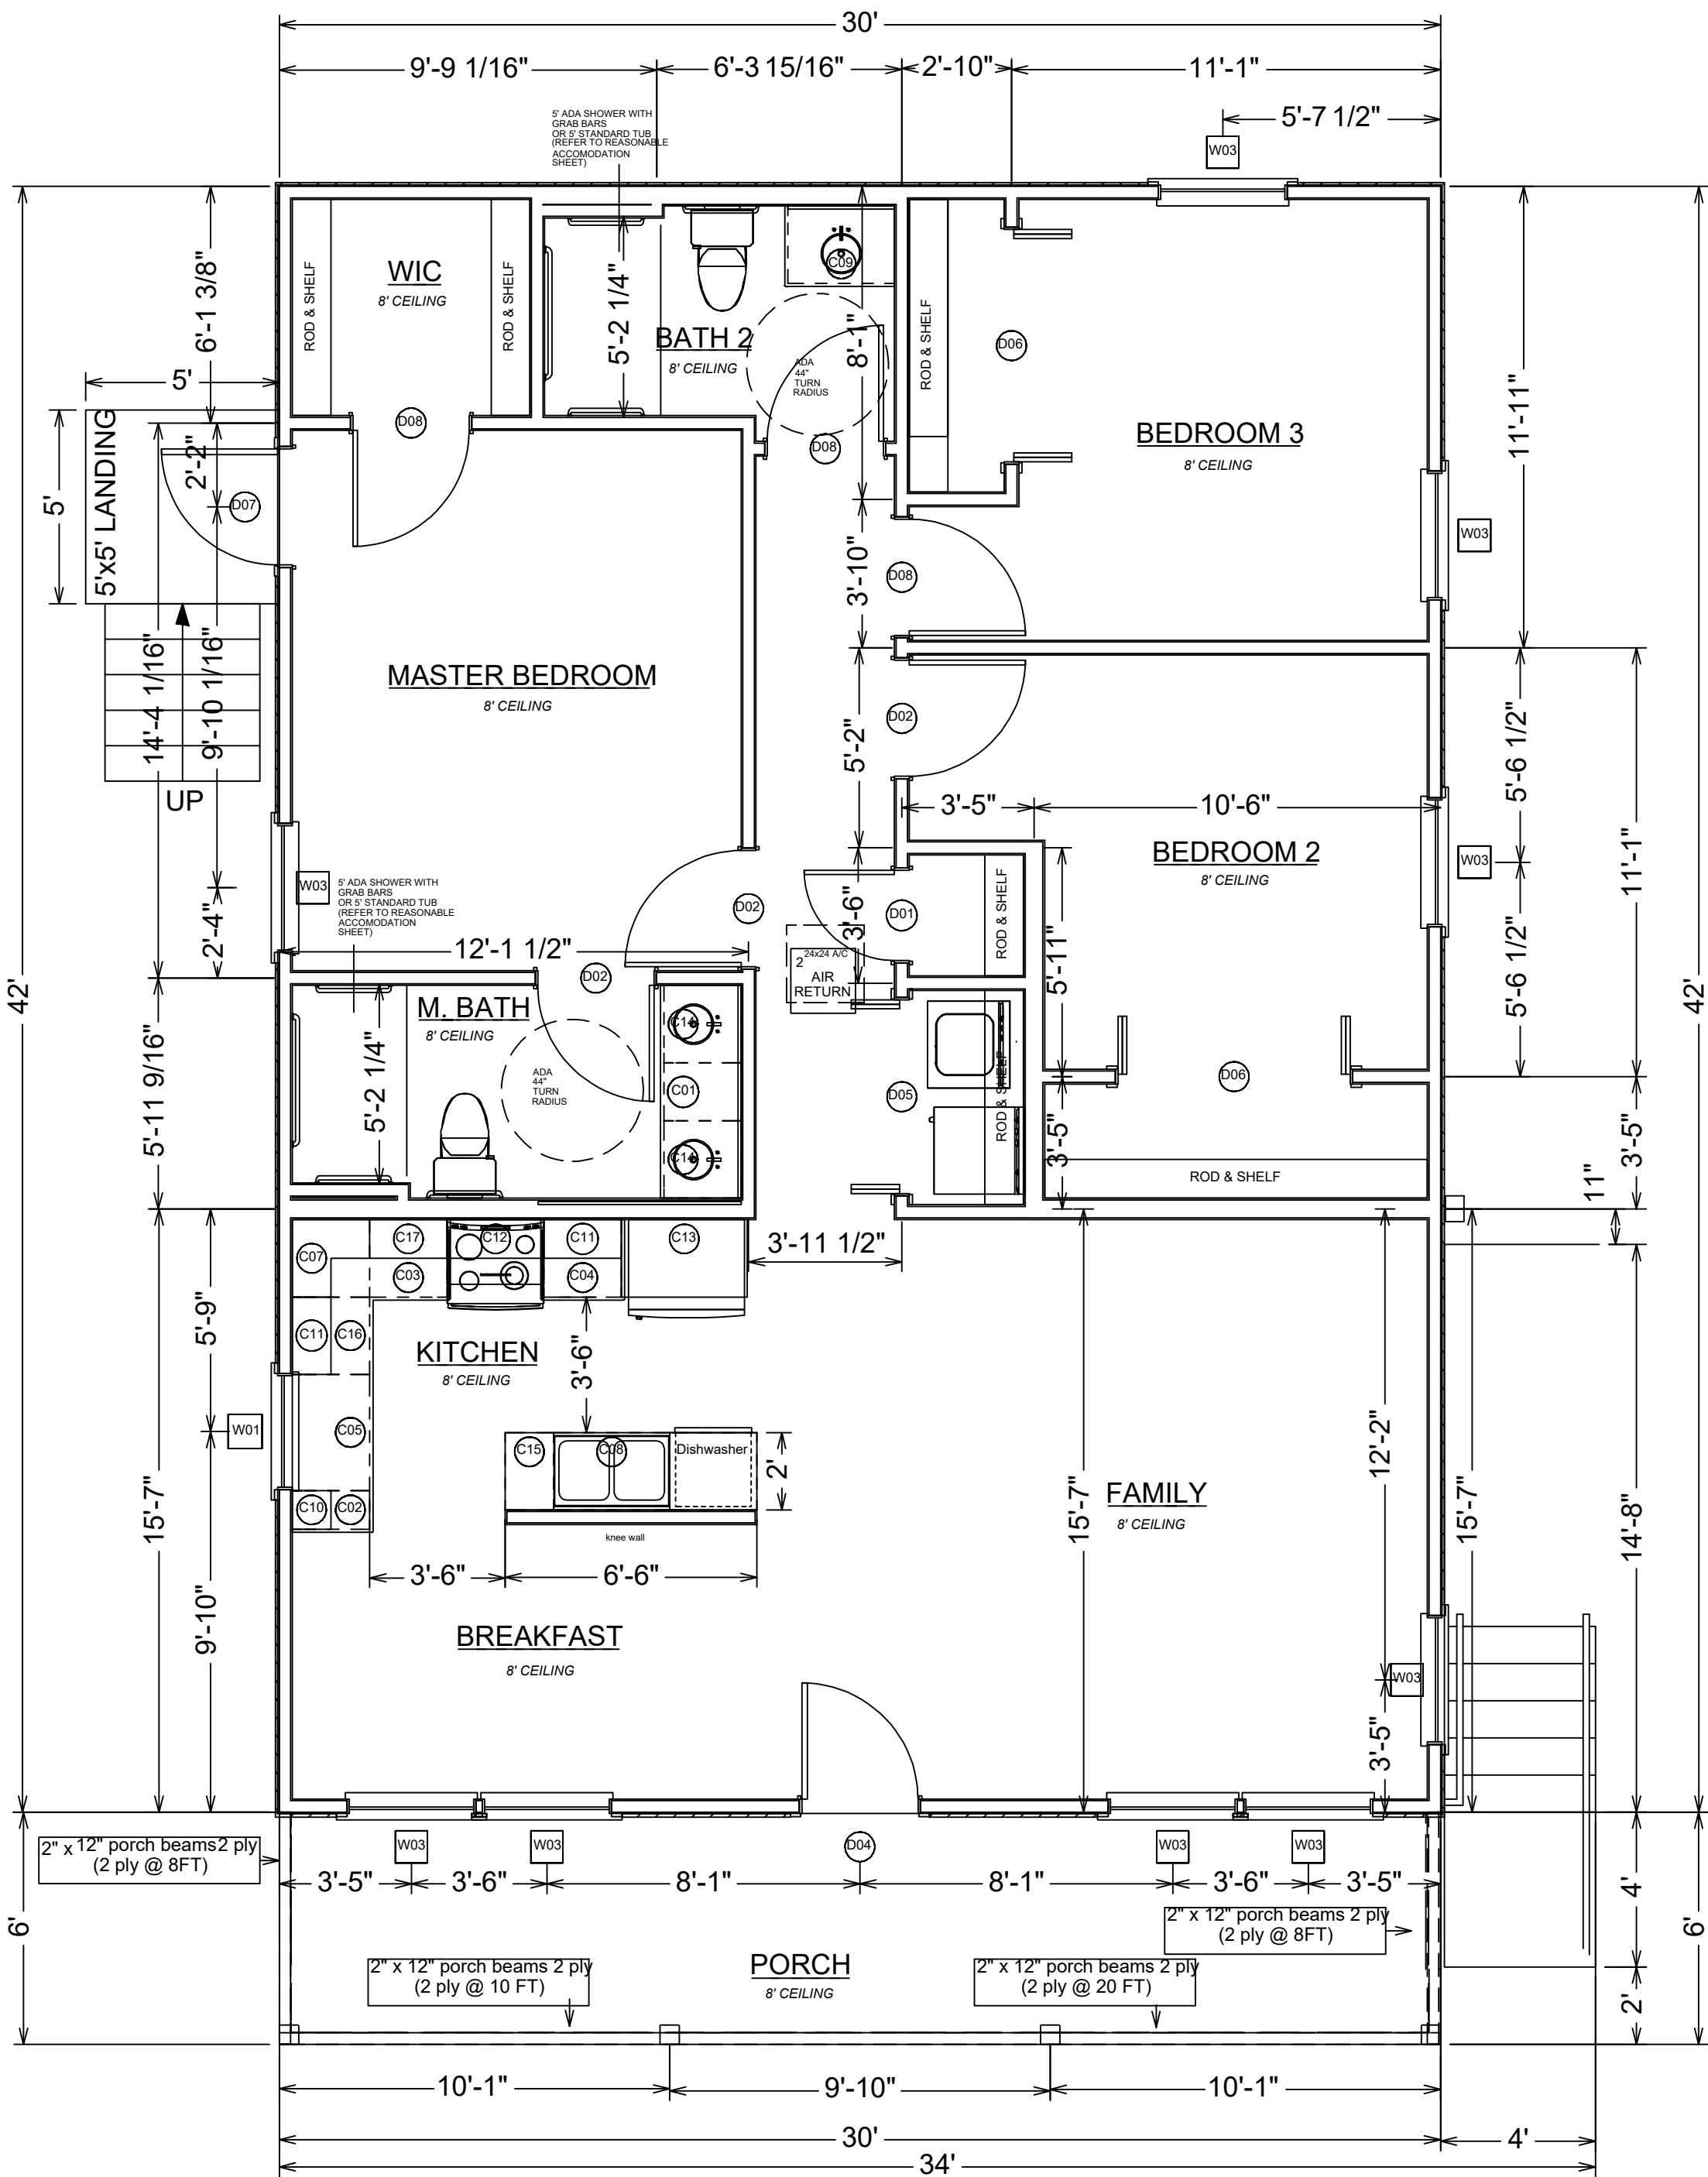 30'
9'-9 1/16"
6'-3 15/16"
2'-10"
11'-1"
5'-7 1/2"
W03
5' ADA SHOWER WITH
GRAB BARS
OR 5' STANDARD TUB
(REFER TO REASONABLE
ACCOMODATION
SHEET)
42'
6'-1 3/8"
5'
5'
5'x5' LANDING
2'-2"
D07
14'-4 1/16"
9'-10 1/16"
UP
2'-4"
WIC
8' CEILING
ROD & SHELF
ROD & SHELF
D08
5'-2 1/4"
BATH 2
8' CEILING
C09
ADA
44"
TURN
RADIUS
8'-1"
D08
ROD & SHELF
D06
BEDROOM 3
8' CEILING
11'-11"
W03
3'-10"
D08
MASTER BEDROOM
8' CEILING
D02
5'-2"
3'-5"
10'-6"
BEDROOM 2
8' CEILING
W03
5'-6 1/2"
5'-6 1/2"
11'-1"
42'
W03
5' ADA SHOWER WITH
GRAB BARS
OR 5' STANDARD TUB
(REFER TO REASONABLE
ACCOMODATION
SHEET)
12'-1 1/2"
D02
D02
3'-6"
D01
ROD & SHELF
24x24 A/C
2
AIR
RETURN
5'-11"
M. BATH
8' CEILING
5'-2 1/4"
ADA
44"
TURN
RADIUS
C14
C01
C14
D05
ROD & SHELF
D06
3'-5"
ROD & SHELF
3'-5"
11"
5'-11 9/16"
3'-11 1/2"
C07
C17
C12
C11
C13
C03
C04
C11
C16
KITCHEN
8' CEILING
3'-6"
5'-9"
W01
C05
C10
C02
C15
C08
Dishwasher
2'
knee wall
3'-6"
6'-6"
15'-7"
9'-10"
BREAKFAST
8' CEILING
FAMILY
8' CEILING
15'-7"
12'-2"
15'-7"
14'-8"
W03
3'-5"
2" x 12" porch beams 2 ply
(2 ply @ 8FT)
W03
W03
D04
W03
W03
3'-5"
3'-6"
8'-1"
8'-1"
3'-6"
3'-5"
2" x 12" porch beams 2 ply
(2 ply @ 8FT)
6'
4'
6'
2'
2" x 12" porch beams 2 ply
(2 ply @ 10 FT)
PORCH
8' CEILING
2" x 12" porch beams 2 ply
(2 ply @ 20 FT)
10'-1"
9'-10"
10'-1"
30'
4'
34'